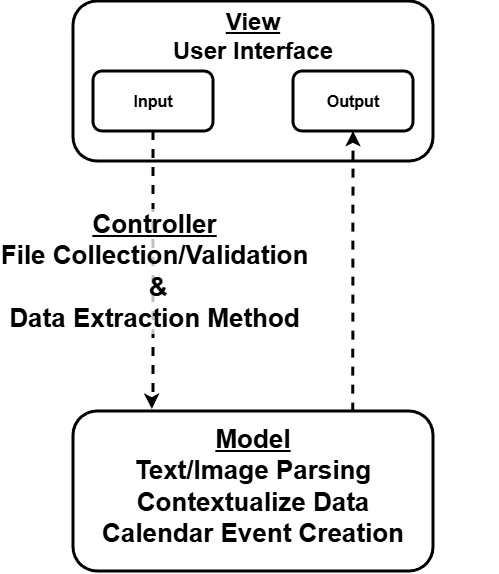 View
User Interface
Input
Output
Controller
File Collection/Validation
&
Data Extraction Method
Model
Text/Image Parsing
Contextualize Data
Calendar Event Creation